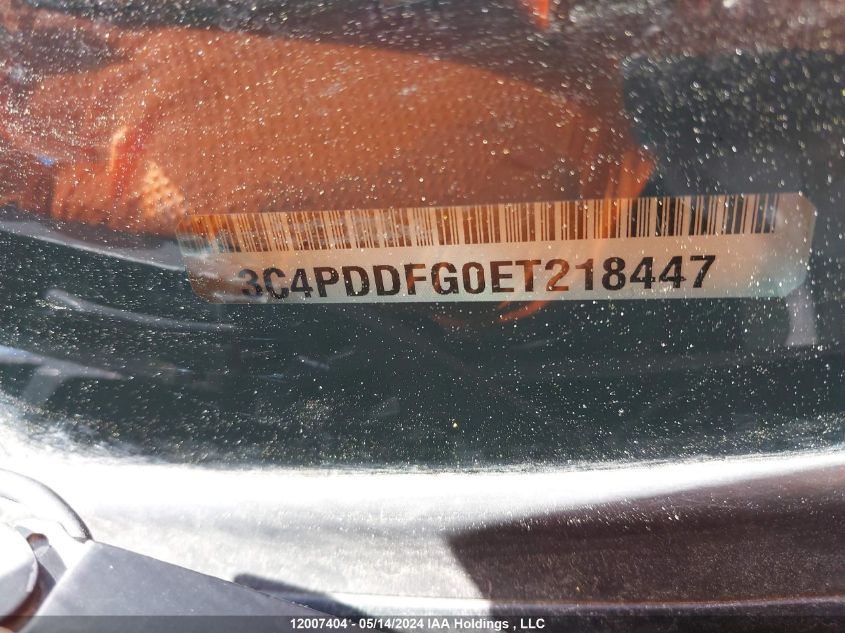 3C4PDDFG0ET218447
12007404 - 05/14/2024 IAA Holdings , LLC